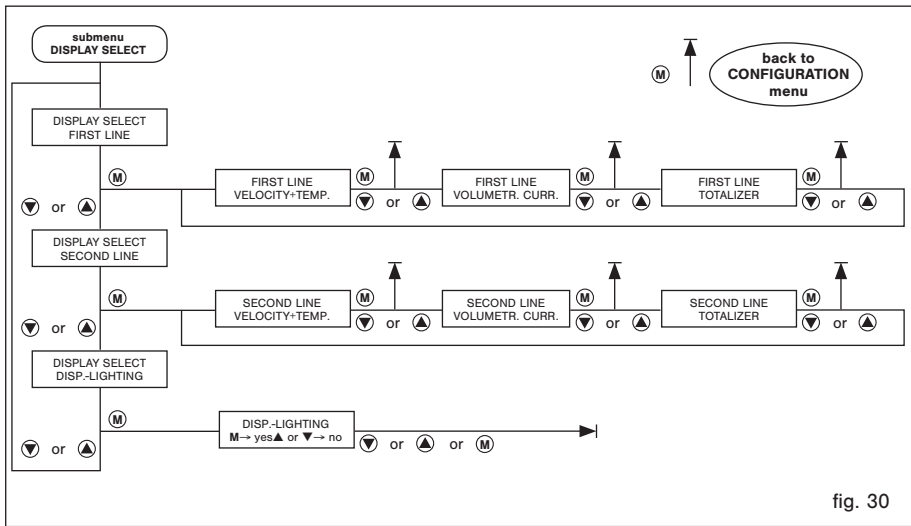 submenu
DISPLAY SELECT
back to
CONFIGURATION
menu
M
DISPLAY SELECT
FIRST LINE
M
FIRST LINE
VELOCITY+TEMP.
M
▼ or ▲
FIRST LINE
VOLUMETR. CURR.
M
▼ or ▲
FIRST LINE
TOTALIZER
M
▼ or ▲
▼ or ▲
DISPLAY SELECT
SECOND LINE
M
SECOND LINE
VELOCITY+TEMP.
M
▼ or ▲
SECOND LINE
VOLUMETR. CURR.
M
▼ or ▲
SECOND LINE
TOTALIZER
M
▼ or ▲
▼ or ▲
DISPLAY SELECT
DISP.-LIGHTING
M
DISP.-LIGHTING
M→ yes▲ or ▼→ no
▼ or ▲ or M
▼ or ▲
fig. 30